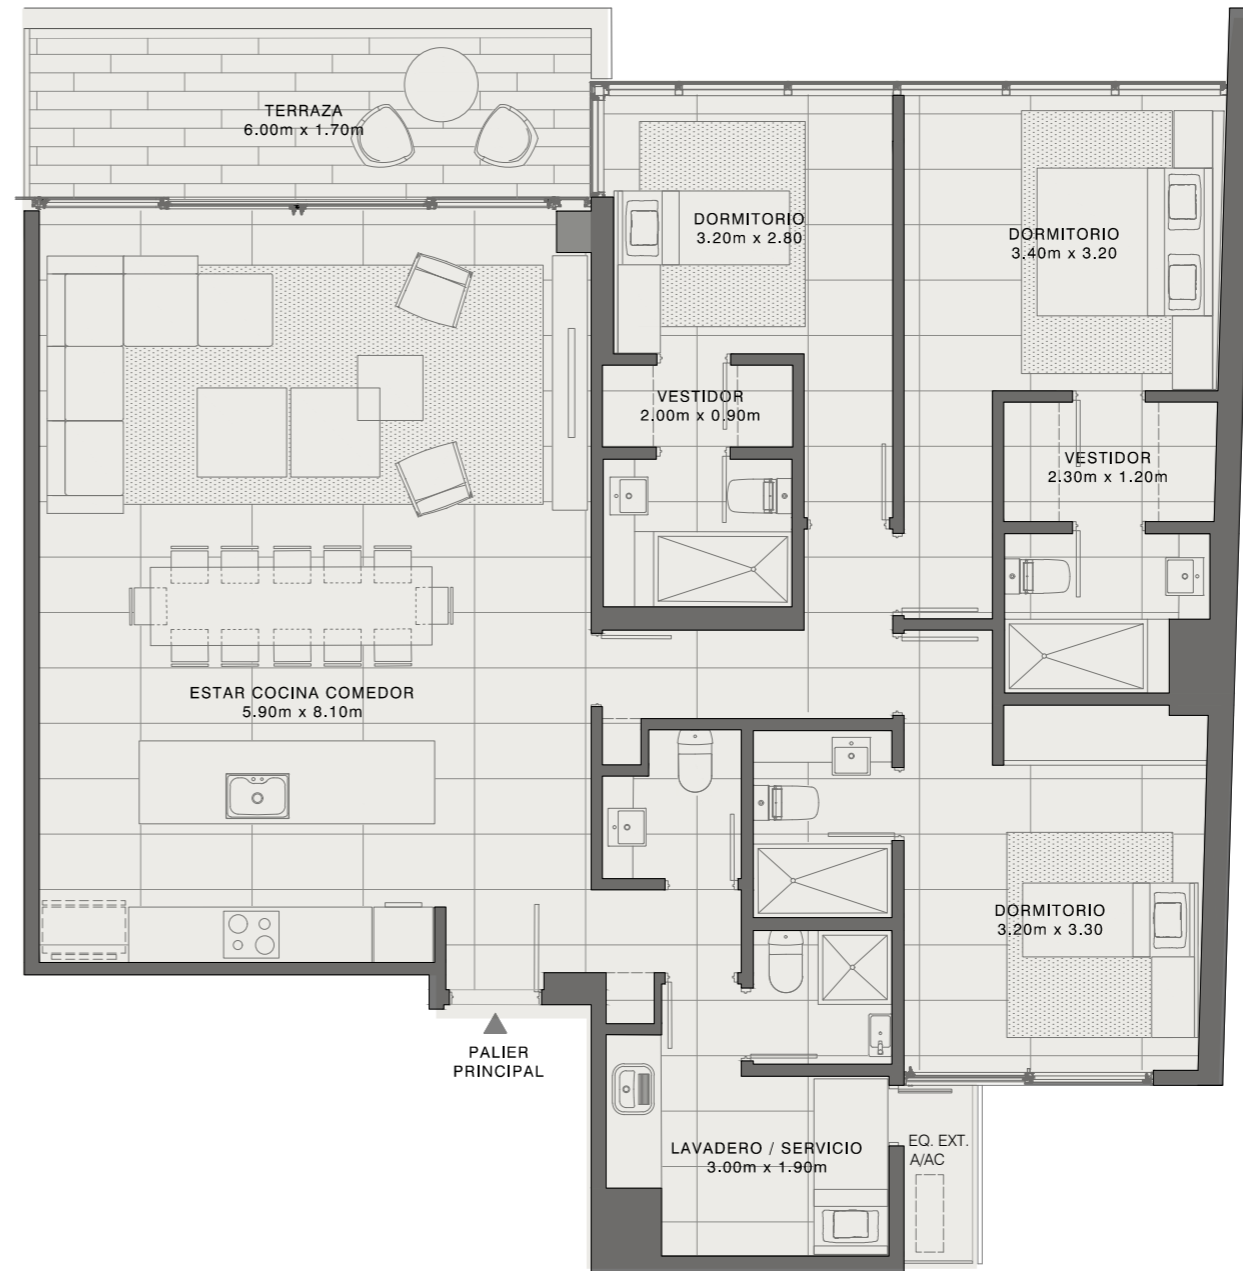 TERRAZA
6.00m x 1.70m
DORMITORIO
3.20m x 2.80
DORMITORIO
3.40m x 3.20
VESTIDOR
2.00m x 0.90m
VESTIDOR
2.30m x 1.20m
ESTAR COCINA COMEDOR
5.90m x 8.10m
DORMITORIO
3.20m x 3.30
PALIER
PRINCIPAL
LAVADERO / SERVICIO
3.00m x 1.90m
EQ. EXT.
A/AC